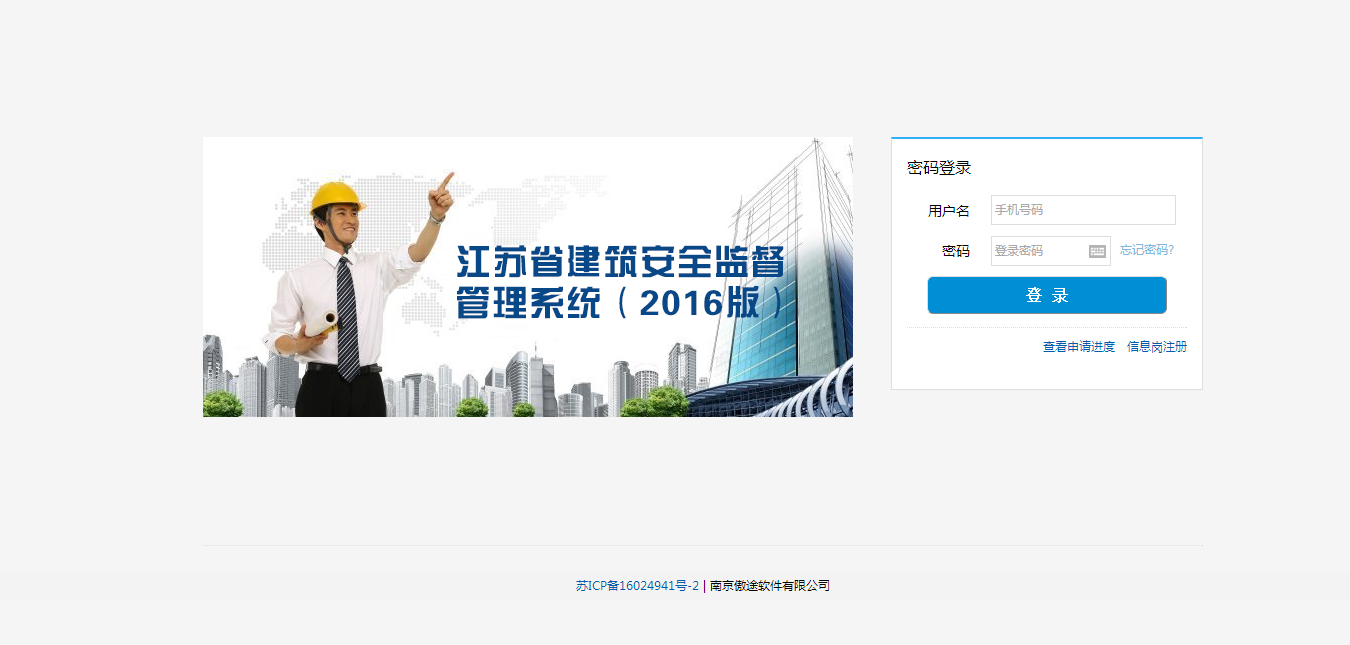 江苏省建筑安全监督
管理系统（2016版）
密码登录
用户名 手机号码
密码 登录密码 忘记密码?
登 录
查看申请进度 信息岗注册
苏ICP备16024941号-2 | 南京傲途软件有限公司